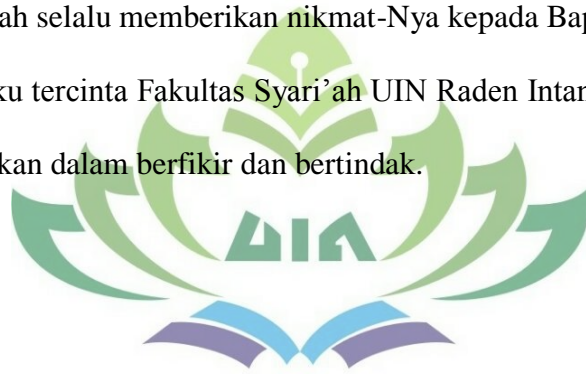 ah selalu memberikan nikmat-Nya kepada Bap
ku tercinta Fakultas Syari’ah UIN Raden Intan
kan dalam berfikir dan bertindak.
UIN